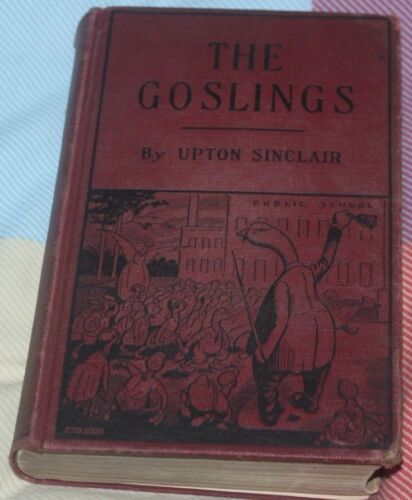 THE
GOSLINGS
By UPTON SINCLAIR
PUBLIC SCHOOL